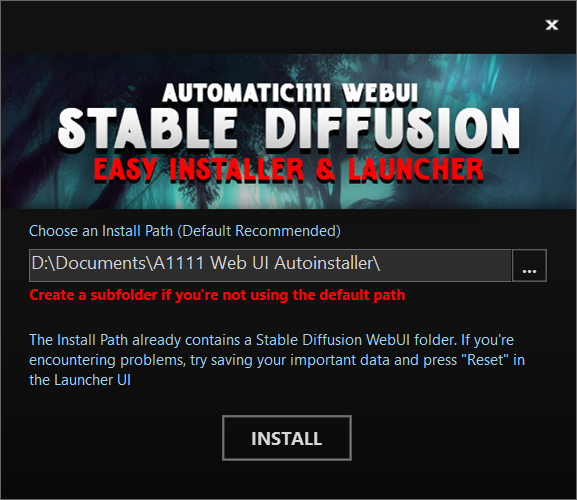 AUTOMATIC1111 WEBUI
STABLE DIFFUSION
EASY INSTALLER & LAUNCHER
Choose an Install Path (Default Recommended)
D:\Documents\A1111 Web UI Autoinstaller\
...
Create a subfolder if you're not using the default path
The Install Path already contains a Stable Diffusion WebUI folder. If you're
encountering problems, try saving your important data and press "Reset" in
the Launcher UI
INSTALL